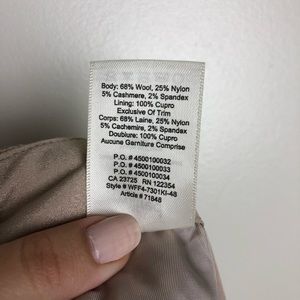 Body: 68% Wool, 25% Nylon
5% Cashmere, 2% Spandex
Lining: 100% Cupro
Exclusive Of Trim
Corps: 68% Laine, 25% Nylon
5% Cachemire, 2% Spandex
Doublure: 100% Cupro
Aucune Garniture Comprise
P.O. # 4500100032
P.O. # 4500100033
P.O. # 4500100034
CA 23725 RN 122354
Style # WFF4-7301KI-48
Article # 71848